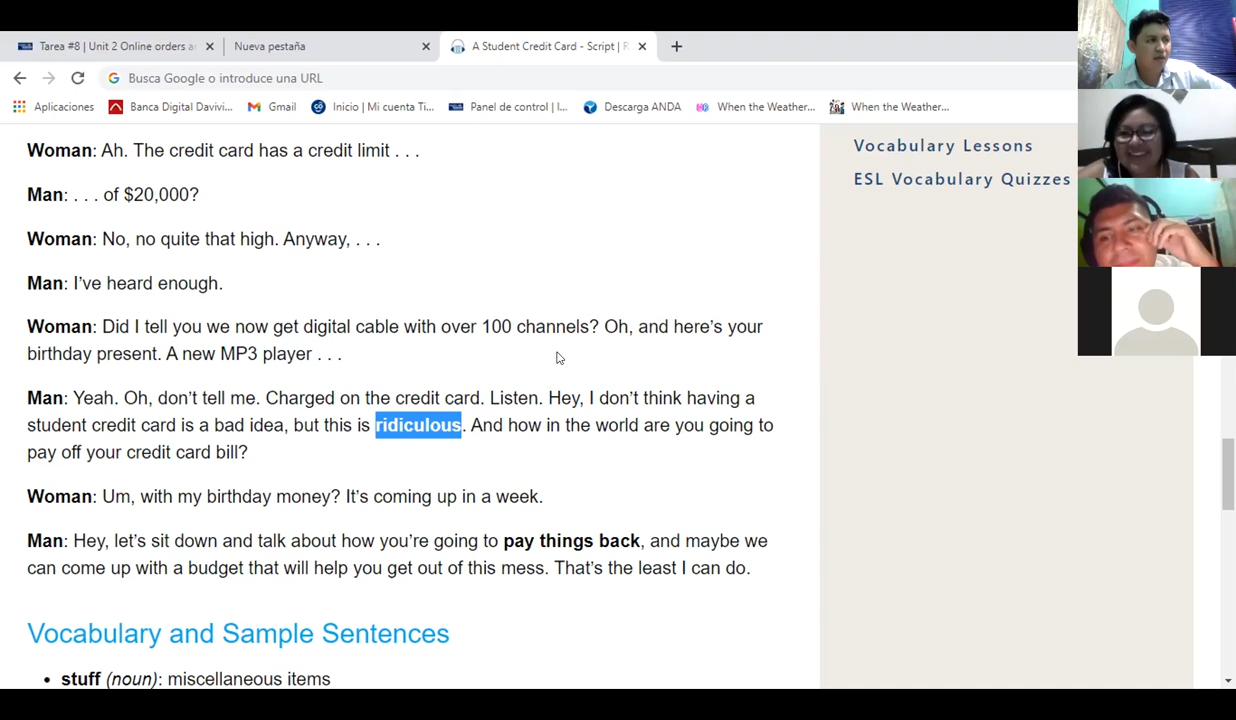 Tarea #8 | Unit 2 Online orders a
Nueva pestaña
A Student Credit Card - Script | R
Busca Google o introduce una URL
Aplicaciones
Banca Digital Davivi...
Gmail
Inicio | Mi cuenta Ti...
Panel de control | I...
Descarga ANDA
When the Weather...
When the Weather...
Woman: Ah. The credit card has a credit limit . . .
Man: . . . of $20,000?
Woman: No, no quite that high. Anyway, . . .
Man: I’ve heard enough.
Woman: Did I tell you we now get digital cable with over 100 channels? Oh, and here’s your
birthday present. A new MP3 player . . .
Man: Yeah. Oh, don’t tell me. Charged on the credit card. Listen. Hey, I don’t think having a
student credit card is a bad idea, but this is ridiculous. And how in the world are you going to
pay off your credit card bill?
Woman: Um, with my birthday money? It’s coming up in a week.
Man: Hey, let’s sit down and talk about how you’re going to pay things back, and maybe we
can come up with a budget that will help you get out of this mess. That’s the least I can do.
Vocabulary and Sample Sentences
• stuff (noun): miscellaneous items
Vocabulary Lessons
ESL Vocabulary Quizzes